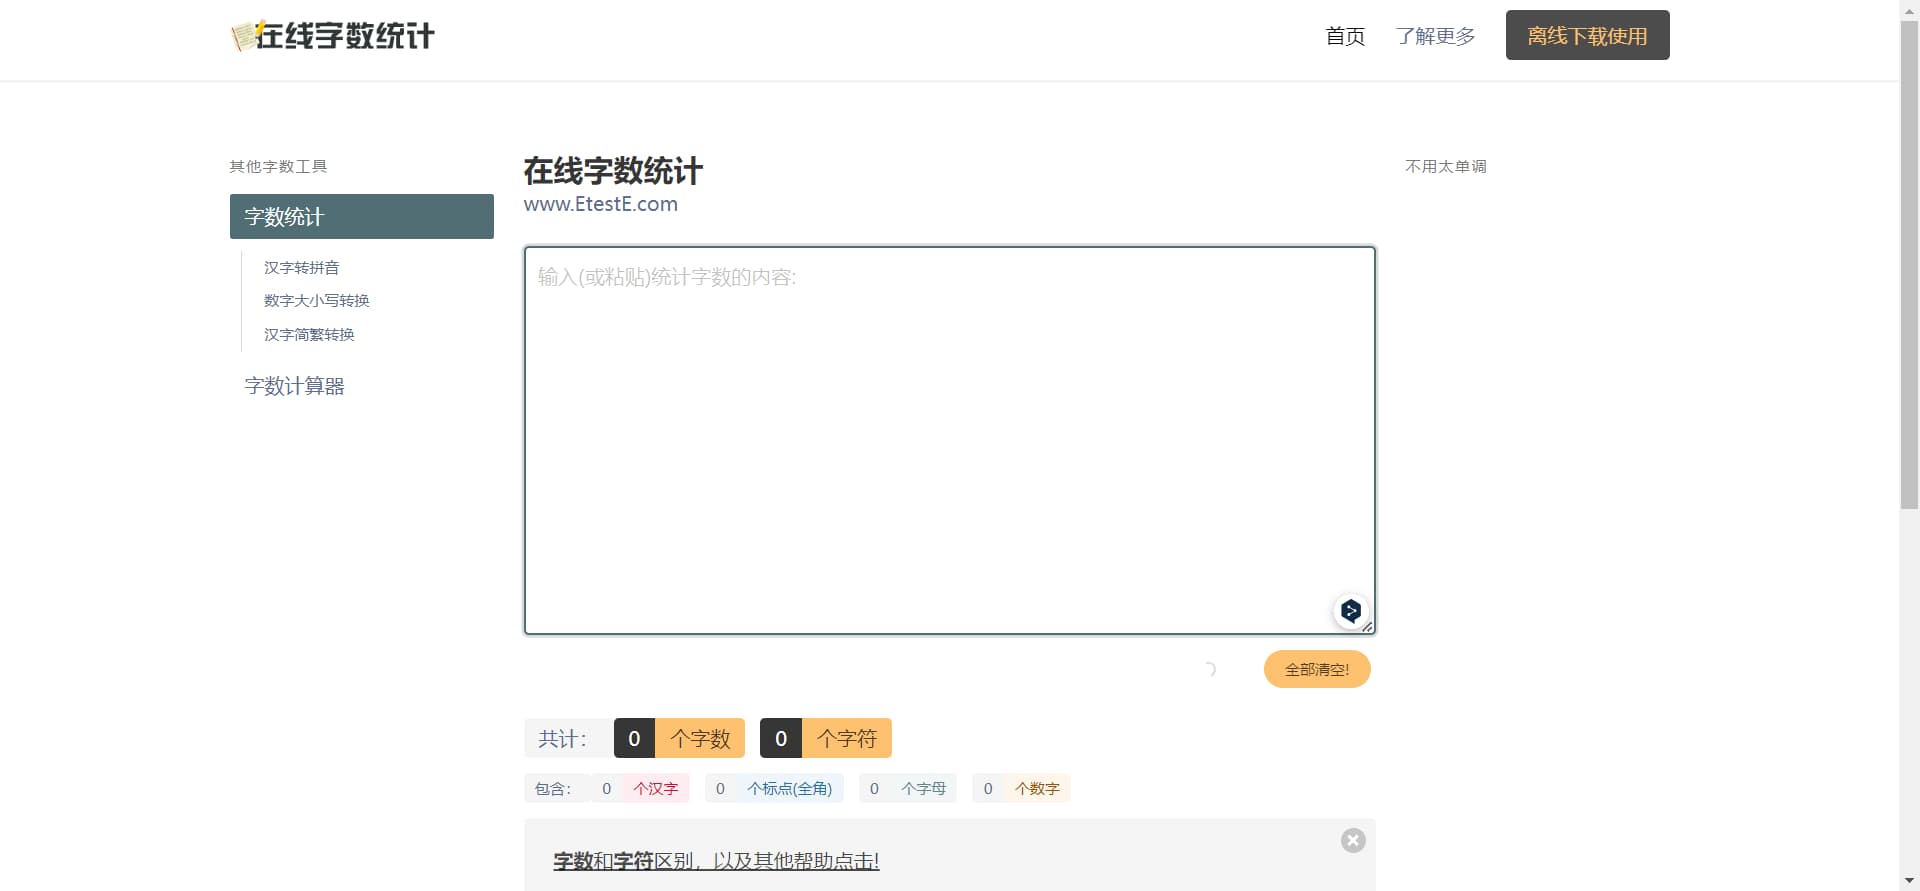 在线字数统计
首页
了解更多
离线下载使用
其他字数工具
字数统计
汉字转拼音
数字大小写转换
汉字简繁转换
字数计算器
在线字数统计
www.EtestE.com
输入(或粘贴)统计字数的内容:
全部清空!
共计：
0 个字数
0 个字符
包含：
0 个汉字
0 个标点(全角)
0 个字母
0 个数字
字数和字符区别，以及其他帮助点击!
不用太单调